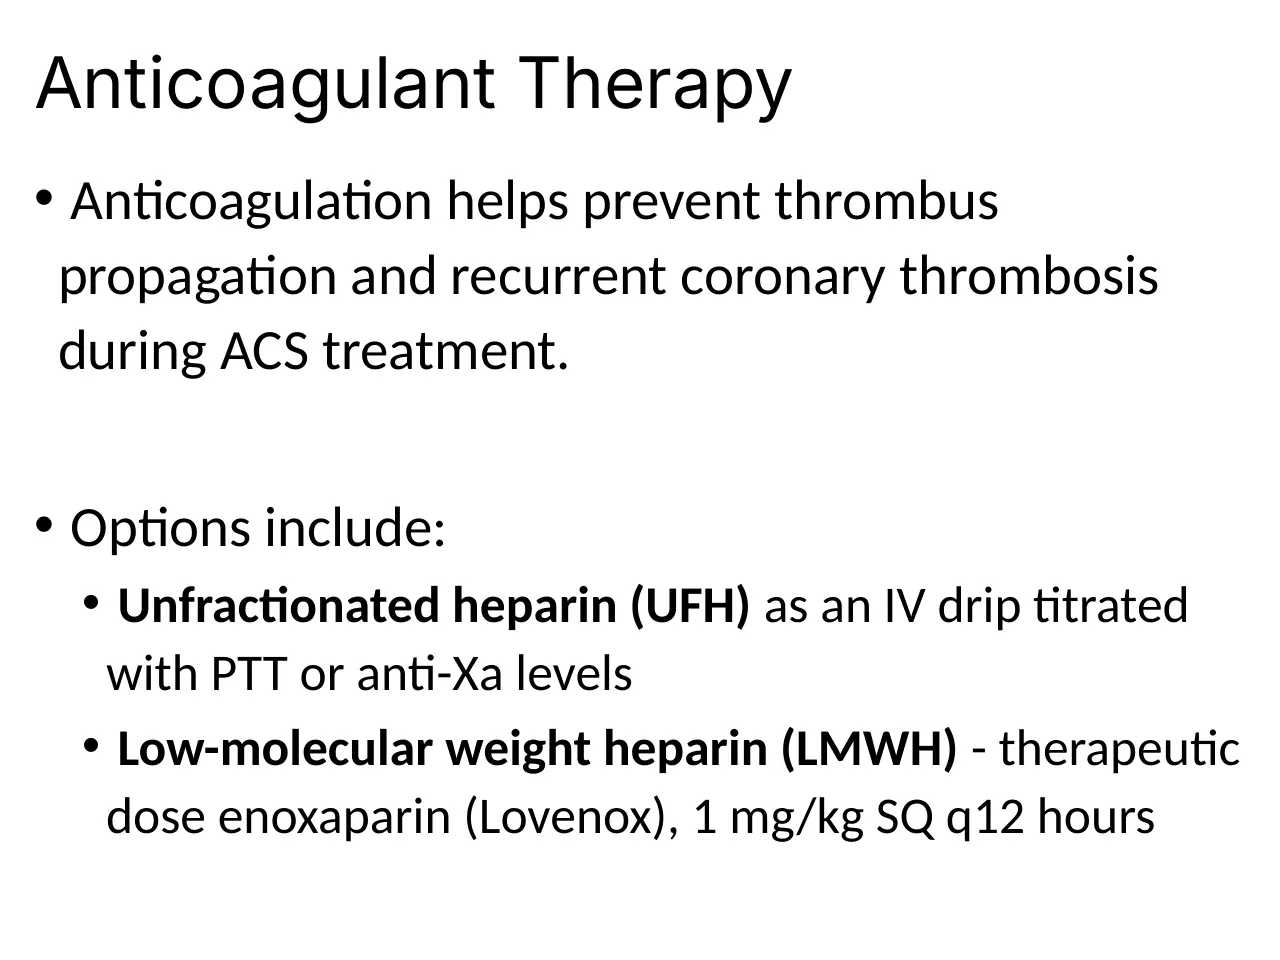 Anticoagulant Therapy
• Anticoagulation helps prevent thrombus
propagation and recurrent coronary thrombosis
during ACS treatment.
• Options include:
• Unfractionated heparin (UFH) as an IV drip titrated
with PTT or anti-Xa levels
• Low-molecular weight heparin (LMWH) - therapeutic
dose enoxaparin (Lovenox), 1 mg/kg SQ q12 hours